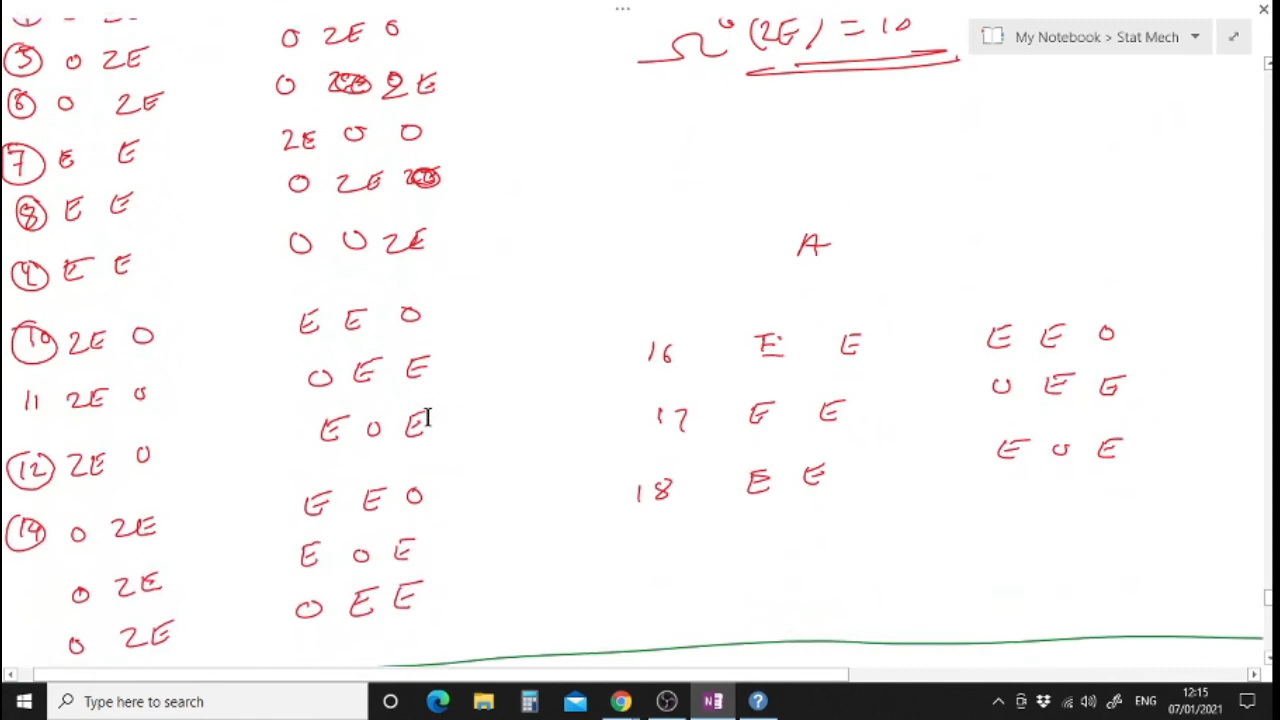 My Notebook > Stat Mech
Ω⁰(2E) = 10
⑤ 0 2E 0 2E 0
⑥ 0 2E 0 2E
⑦ E E 2E 0 0
⑧ E E 0 2E
E E 0 0 2E
A
⑩ 2E 0 E E 0
11 2E 0 0 E E
⑫ 2E 0 E 0 E
⑭ 0 2E E E 0
0 2E E 0 E
0 2E 0 E E
16 E E E E 0
17 E E 0 E E
18 E E E 0 E
Type here to search
ENG
12:15
07/01/2021